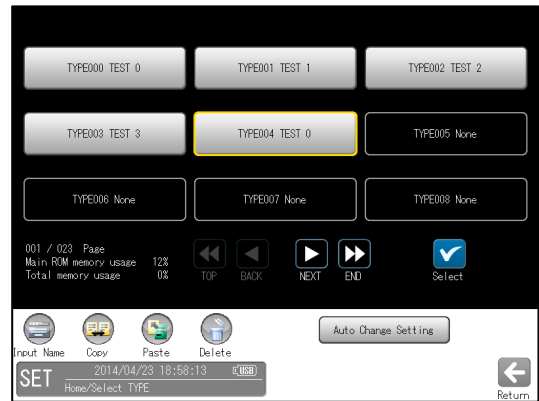 TYPE000 TEST 0
TYPE001 TEST 1
TYPE002 TEST 2
TYPE003 TEST 3
TYPE004 TEST 0
TYPE005 None
TYPE006 None
TYPE007 None
TYPE008 None
001 / 023 Page
Main ROM memory usage 12%
Total memory usage 0%
TOP
BACK
NEXT
END
Select
Input Name
Copy
Paste
Delete
Auto Change Setting
SET
2014/04/23 18:58:13
USB
Home/Select TYPE
Return